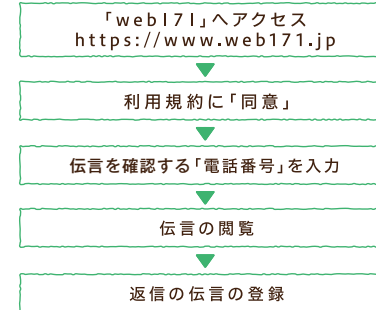 「web171」へアクセス
https://www.web171.jp
利用規約に「同意」
伝言を確認する「電話番号」を入力
伝言の閲覧
返信の伝言の登録